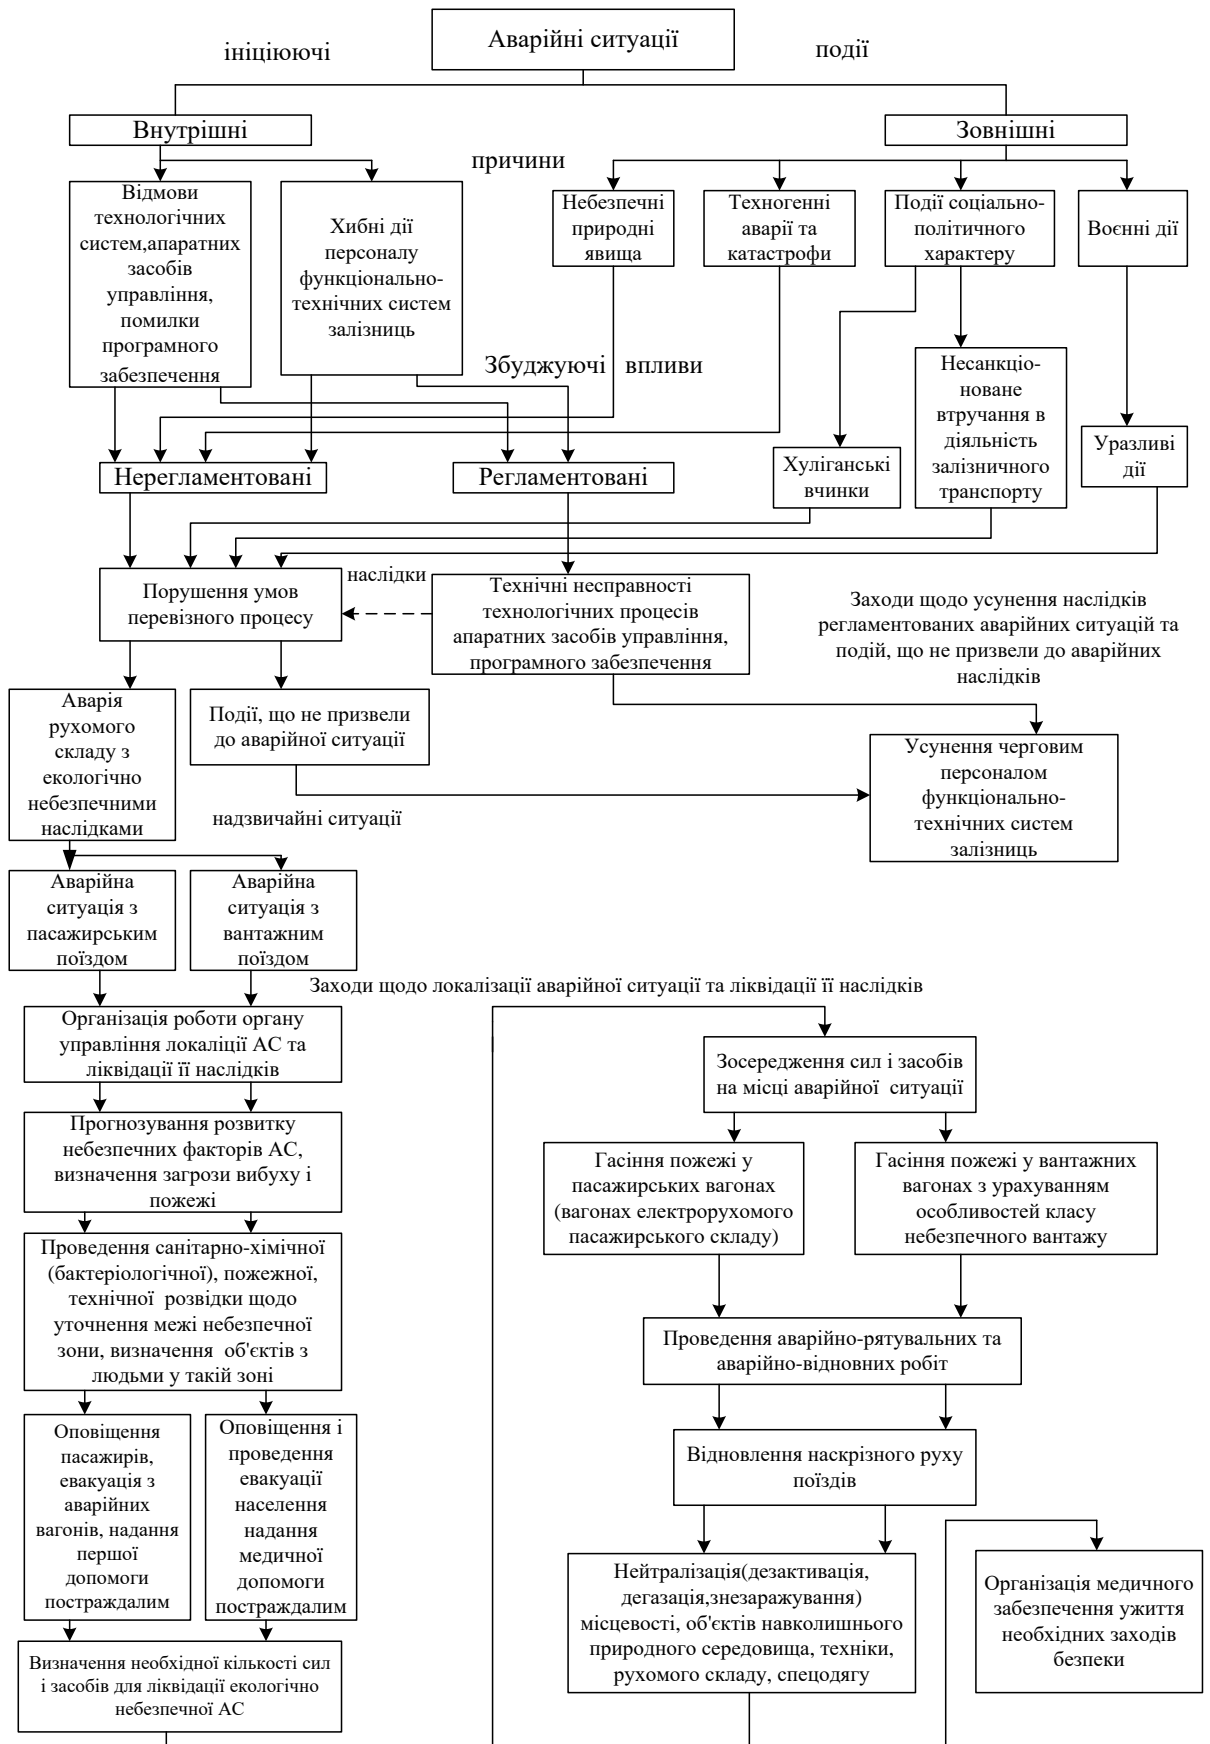 Аварійні ситуації
ініціюючі
події
Внутрішні
Зовнішні
причини
Відмови
технологічних
систем,апаратних
засобів
управління,
помилки
програмного
забезпечення
Хибні дії
персоналу
функціонально-
технічних систем
залізниць
Небезпечні
природні
явища
Техногенні
аварії та
катастрофи
Події соціально-
політичного
характеру
Воєнні дії
Збуджуючі впливи
Несанкціо-
новане
втручання в
діяльність
залізничного
транспорту
Хуліганські
вчинки
Уразливі
дії
Нерегламентовані
Регламентовані
наслідки
Порушення умов
перевізного процесу
Технічні несправності
технологічних процесів
апаратних засобів управління,
програмного забезпечення
Заходи щодо усунення наслідків
регламентованих аварійних ситуацій та
подій, що не призвели до аварійних
наслідків
Аварія
рухомого
складу з
екологічно
небезпечними
наслідками
Події, що не призвели
до аварійної ситуації
Усунення черговим
персоналом
функціонально-
технічних систем
залізниць
надзвичайні ситуації
Аварійна
ситуація з
пасажирським
поїздом
Аварійна
ситуація з
вантажним
поїздом
Заходи щодо локалізації аварійної ситуації та ліквідації її наслідків
Організація роботи органу
управління локаліції АС та
ліквідації її наслідків
Зосередження сил і засобів
на місці аварійної ситуації
Прогнозування розвитку
небезпечних факторів АС,
визначення загрози вибуху і
пожежі
Гасіння пожежі у
пасажирських вагонах
(вагонах електрорухомого
пасажирського складу)
Гасіння пожежі у вантажних
вагонах з урахуванням
особливостей класу
небезпечного вантажу
Проведення санітарно-хімічної
(бактеріологічної), пожежної,
технічної розвідки щодо
уточнення межі небезпечної
зони, визначення об'єктів з
людьми у такій зоні
Проведення аварійно-рятувальних та
аварійно-відновних робіт
Оповіщення
пасажирів,
евакуація з
аварійних
вагонів, надання
першої
допомоги
постраждалим
Оповіщення і
проведення
евакуації
населення
надання
медичної
допомоги
постраждалим
Відновлення наскрізного руху
поїздів
Нейтралізація(дезактивація,
дегазація,знезаражування)
місцевості, об'єктів навколишнього
природного середовища, техніки,
рухомого складу, спецодягу
Організація медичного
забезпечення ужиття
необхідних заходів
безпеки
Визначення необхідної кількості сил
і засобів для ліквідації екологічно
небезпечної АС